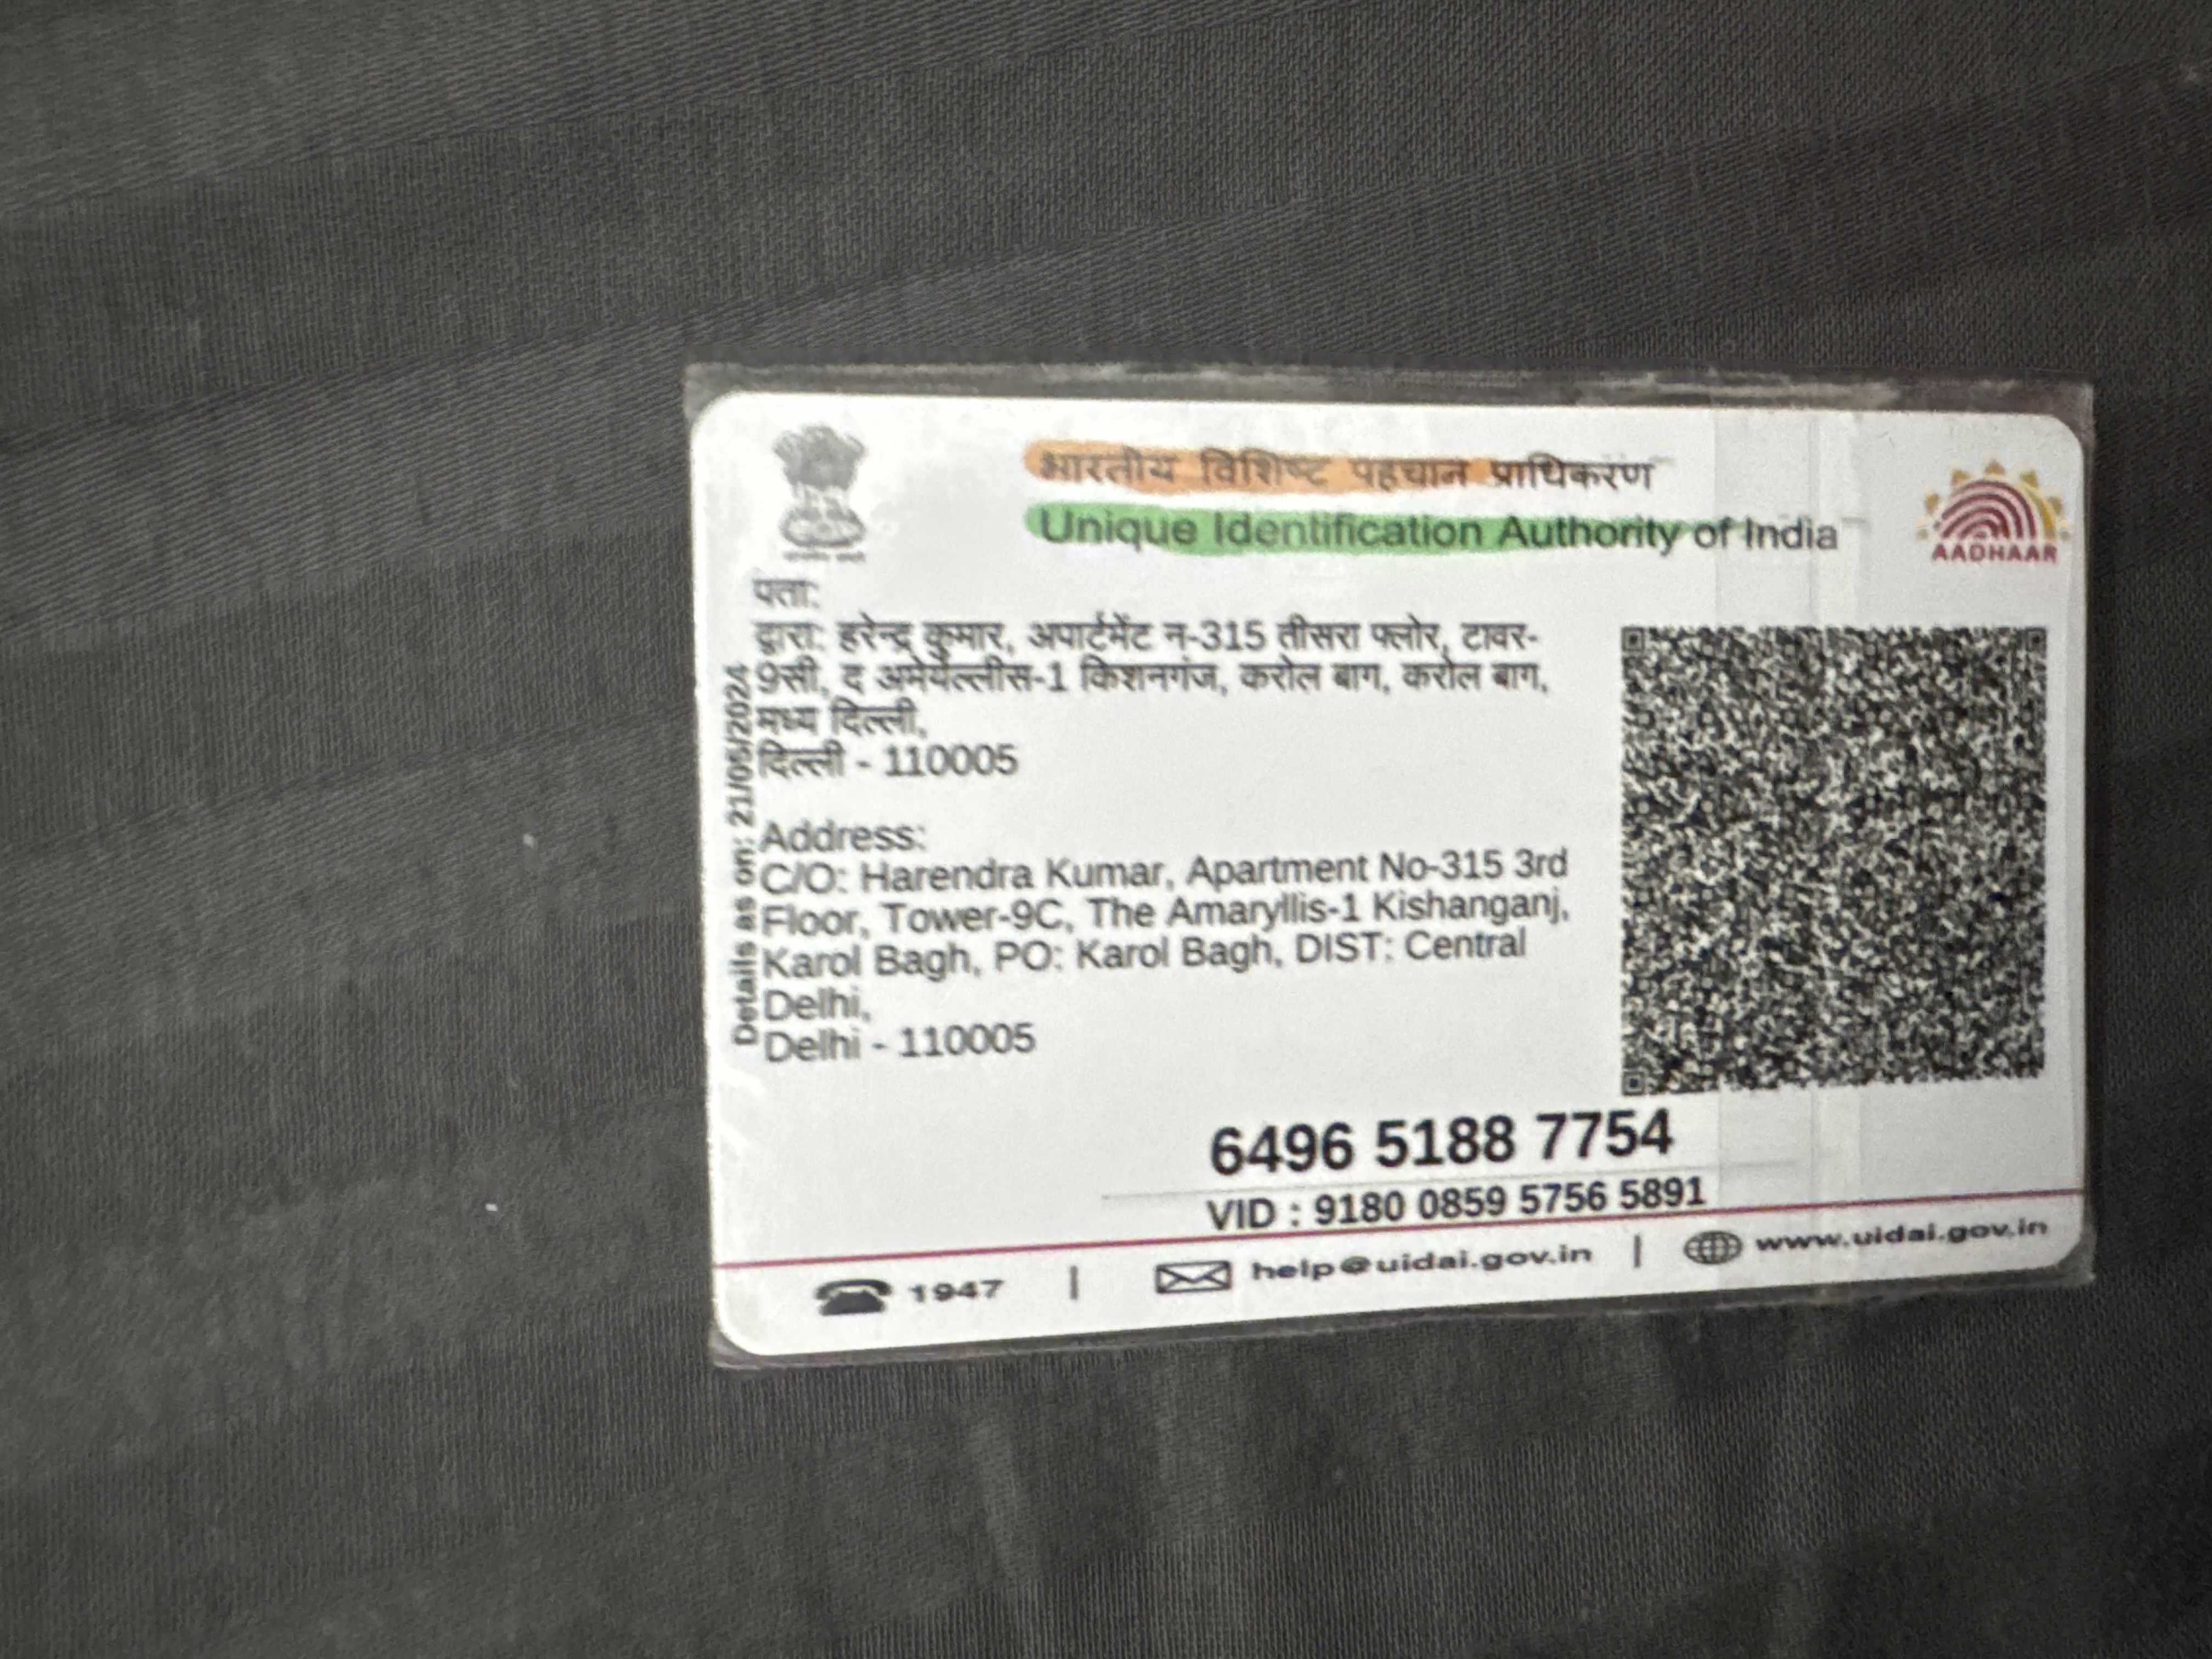 भारतीय विशिष्ट पहचान प्राधिकरण
Unique Identification Authority of India
AADHAAR
पता:
द्वारा: हरेन्द्र कुमार, अपार्टमेंट न-315 तीसरा फ्लोर, टावर-
9सी, द अमेर्यल्लीस-1 किशनगंज, करोल बाग, करोल बाग,
मध्य दिल्ली,
दिल्ली - 110005
Address:
C/O: Harendra Kumar, Apartment No-315 3rd
Floor, Tower-9C, The Amaryllis-1 Kishanganj,
Karol Bagh, PO: Karol Bagh, DIST: Central
Delhi,
Delhi - 110005
Details as on: 21/05/2024
6496 5188 7754
VID : 9180 0859 5756 5891
1947 | help@uidai.gov.in | www.uidai.gov.in